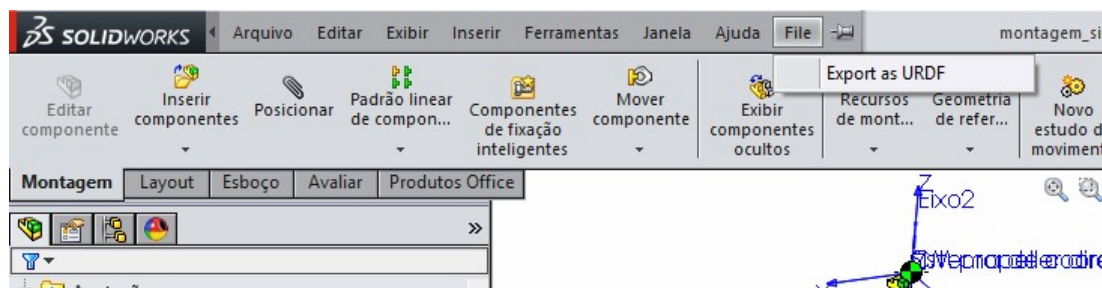 SOLIDWORKS Arquivo Editar Exibir Inserir Ferramentas Janela Ajuda File montagem_si
Export as URDF
Editar componente
Inserir componentes
Posicionar
Padrão linear de compon...
Componentes de fixação inteligentes
Mover componente
Exibir componentes ocultos
Recursos de mont...
Geometria de refer...
Novo estudo d moviment
Montagem Layout Esboço Avaliar Produtos Office
Z
Eixo2